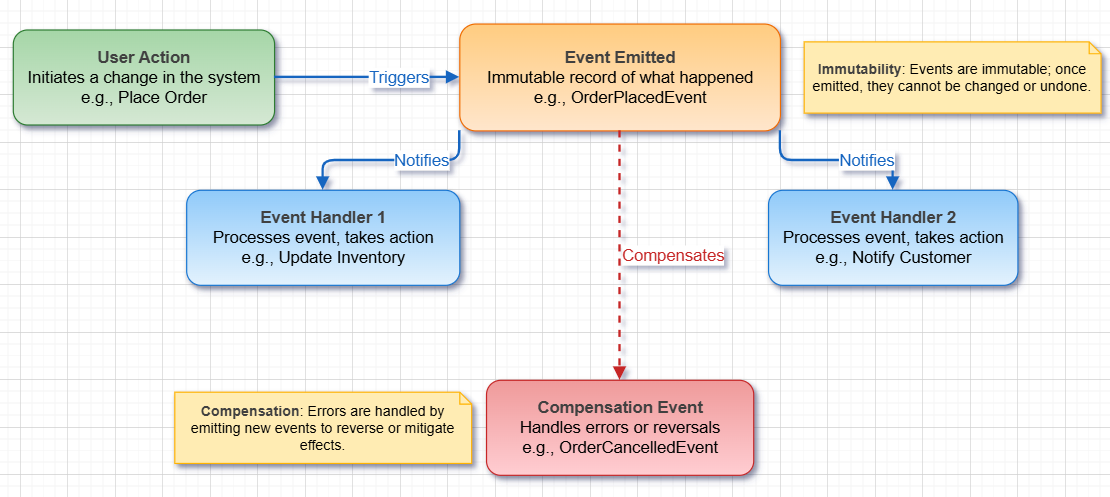 User Action
Initiates a change in the system
e.g., Place Order
Triggers
Event Emitted
Immutable record of what happened
e.g., OrderPlacedEvent
Immutability: Events are immutable; once
emitted, they cannot be changed or undone.
Notifies
Notifies
Event Handler 1
Processes event, takes action
e.g., Update Inventory
Event Handler 2
Processes event, takes action
e.g., Notify Customer
Compensates
Compensation: Errors are handled by
emitting new events to reverse or mitigate
effects.
Compensation Event
Handles errors or reversals
e.g., OrderCancelledEvent